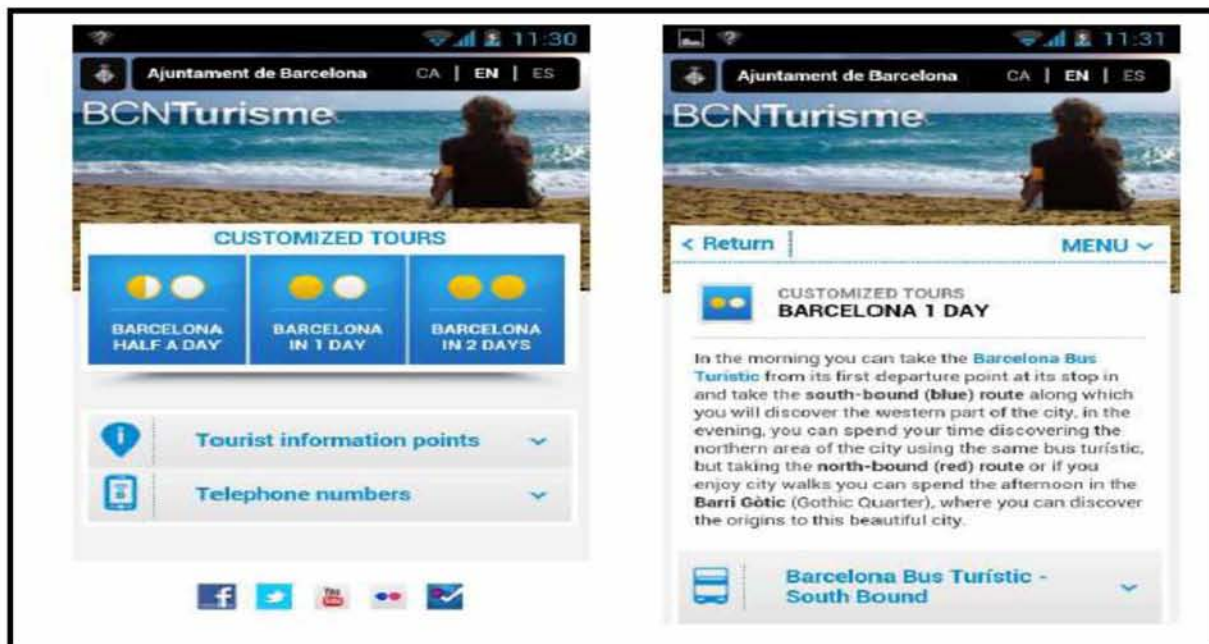 11:30
Ajuntament de Barcelona CA | EN | ES
BCNTurisme
CUSTOMIZED TOURS
BARCELONA
HALF A DAY
BARCELONA
IN 1 DAY
BARCELONA
IN 2 DAYS
Tourist information points
Telephone numbers
You
Tube
11:31
Ajuntament de Barcelona CA | EN | ES
BCNTurisme
< Return MENU
CUSTOMIZED TOURS
BARCELONA 1 DAY
In the morning you can take the Barcelona Bus
Turístic from its first departure point at its stop in
and take the south-bound (blue) route along which
you will discover the western part of the city, in the
evening, you can spend your time discovering the
northern area of the city using the same bus turístic,
but taking the north-bound (red) route or if you
enjoy city walks you can spend the afternoon in the
Barri Gòtic (Gothic Quarter), where you can discover
the origins to this beautiful city.
Barcelona Bus Turístic -
South Bound